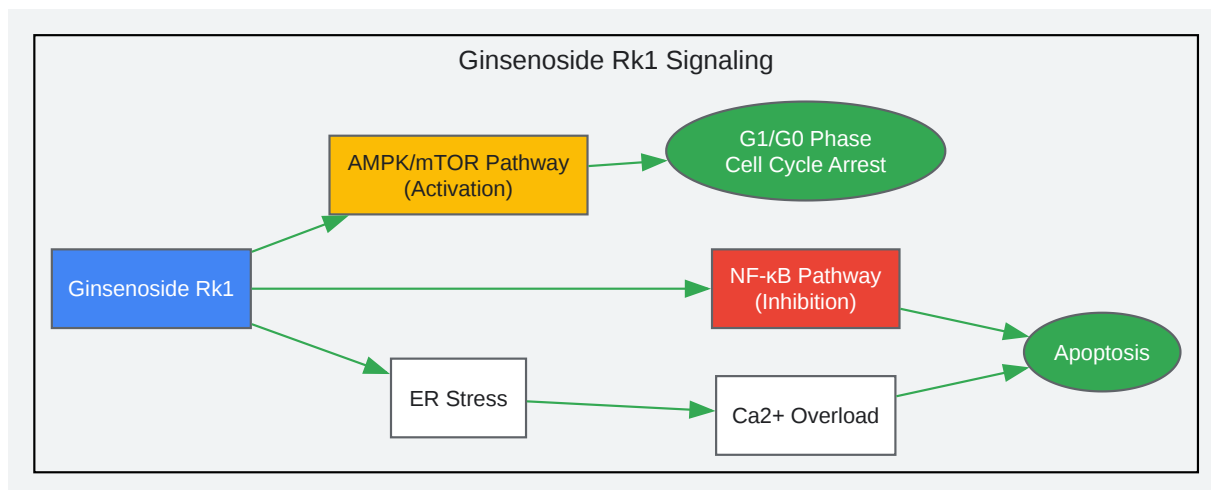 Ginsenoside Rk1 Signaling
AMPK/mTOR Pathway
(Activation)
G1/G0 Phase
Cell Cycle Arrest
Ginsenoside Rk1
NF-κB Pathway
(Inhibition)
Apoptosis
ER Stress
Ca2+ Overload